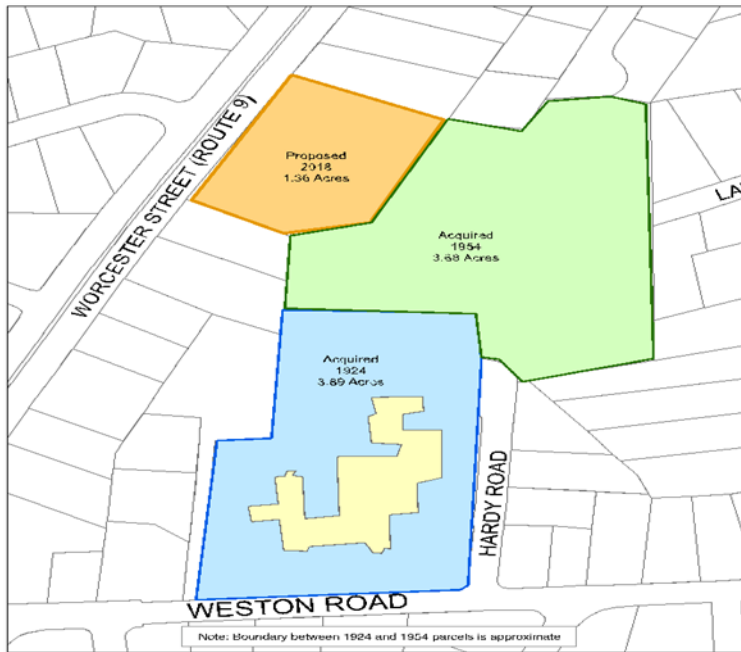 WORCESTER STREET (ROUTE 9)
Proposed
2018
1.36 Acres
LA
Acquired
1954
3.68 Acres
Acquired
1924
3.89 Acres
HARDY ROAD
WESTON ROAD
Note: Boundary between 1924 and 1954 parcels is approximate